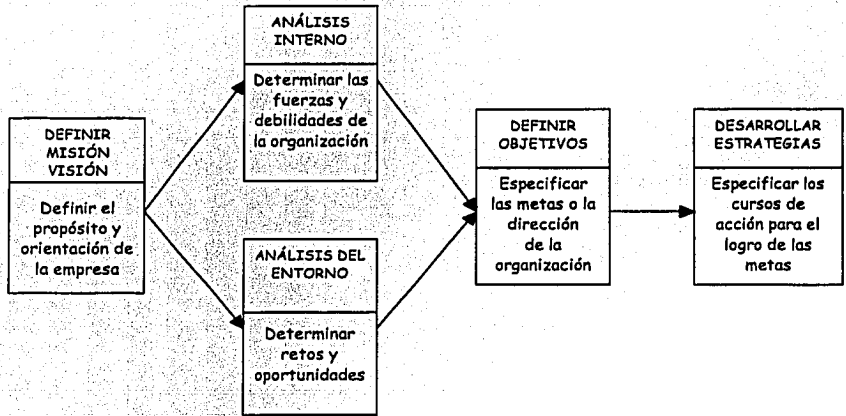 DEFINIR
MISIÓN
VISIÓN
Definir el
propósito y
orientación de
la empresa
ANÁLISIS
INTERNO
Determinar las
fuerzas y
debilidades de
la organización
ANÁLISIS DEL
ENTORNO
Determinar
retos y
oportunidades
DEFINIR
OBJETIVOS
Especificar
las metas o la
dirección
de la
organización
DESARROLLAR
ESTRATEGIAS
Especificar los
cursos de
acción para el
logro de las
metas